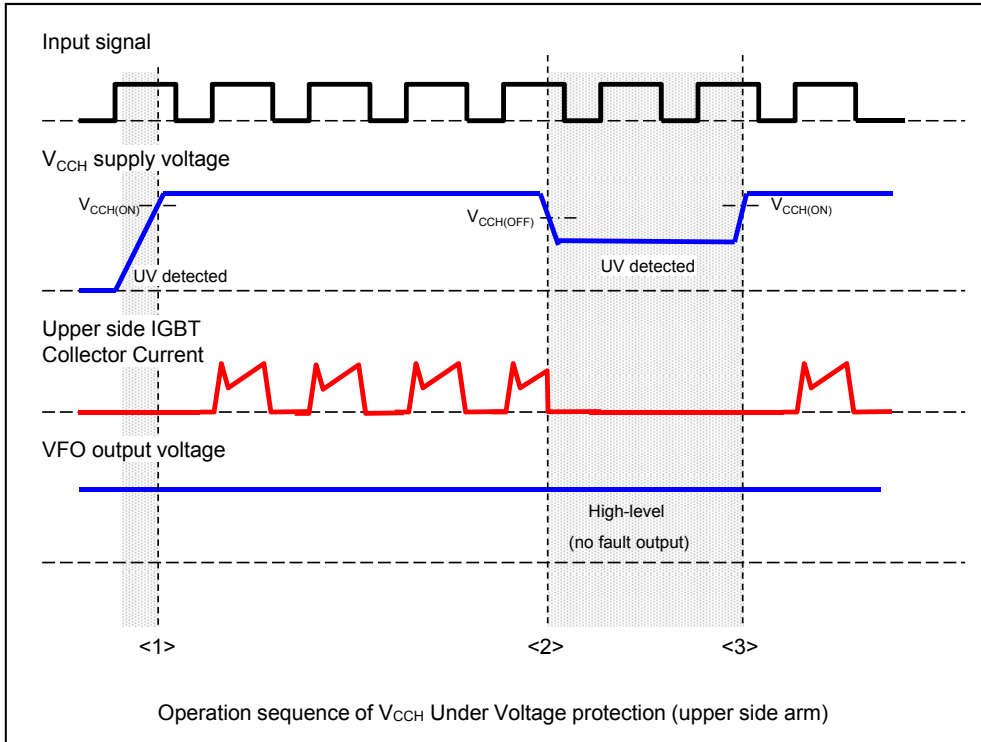 Input signal
VCCH supply voltage
VCCH(ON)
VCCH(OFF)
VCCH(ON)
UV detected
UV detected
Upper side IGBT
Collector Current
VFO output voltage
High-level
(no fault output)
<1>
<2>
<3>
Operation sequence of VCCH Under Voltage protection (upper side arm)